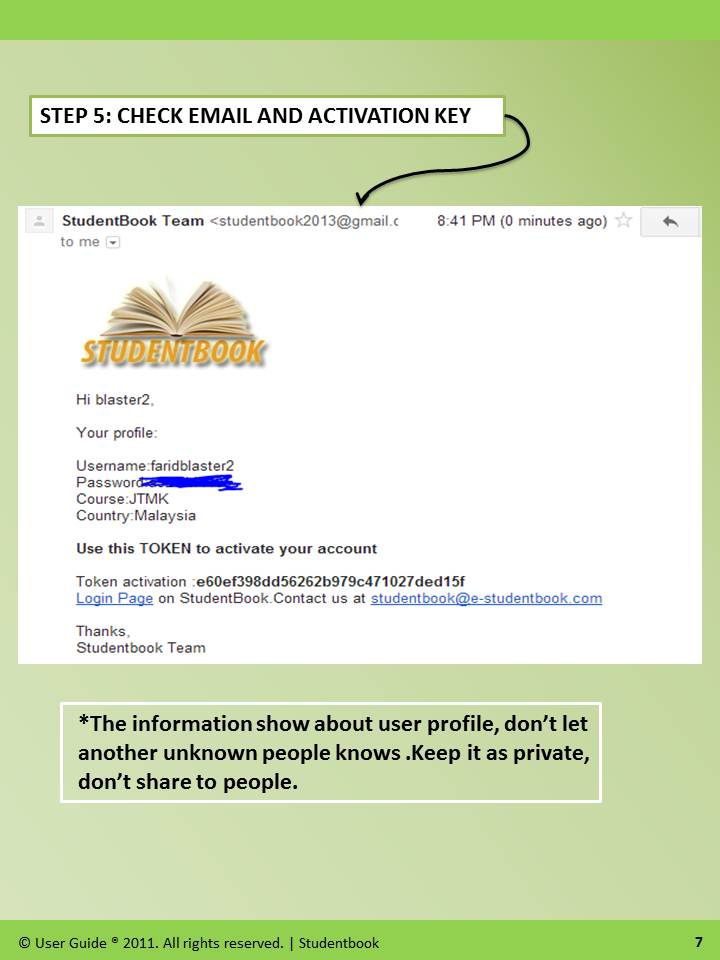 STEP 5: CHECK EMAIL AND ACTIVATION KEY
StudentBook Team <studentbook2013@gmail.c 8:41 PM (0 minutes ago)
to me
STUDENTBOOK
Hi blaster2,
Your profile:
Username:faridblaster2
Password:
Course:JTMK
Country:Malaysia
Use this TOKEN to activate your account
Token activation :e60ef398dd56262b979c471027ded15f
Login Page on StudentBook.Contact us at studentbook@e-studentbook.com
Thanks,
Studentbook Team
*The information show about user profile, don’t let
another unknown people knows .Keep it as private,
don’t share to people.
© User Guide ® 2011. All rights reserved. | Studentbook 7